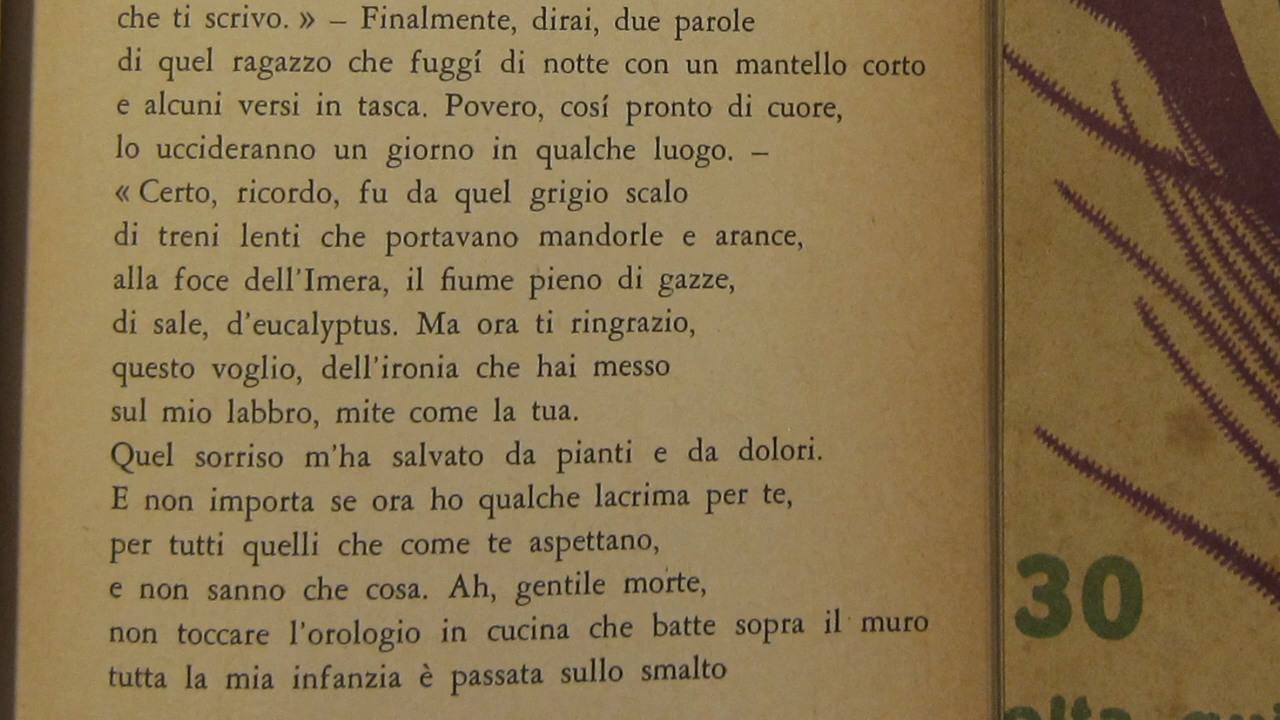 che ti scrivo. » – Finalmente, dirai, due parole
di quel ragazzo che fuggí di notte con un mantello corto
e alcuni versi in tasca. Povero, cosí pronto di cuore,
lo uccideranno un giorno in qualche luogo. –
« Certo, ricordo, fu da quel grigio scalo
di treni lenti che portavano mandorle e arance,
alla foce dell'Imera, il fiume pieno di gazze,
di sale, d'eucalyptus. Ma ora ti ringrazio,
questo voglio, dell'ironia che hai messo
sul mio labbro, mite come la tua.
Quel sorriso m'ha salvato da pianti e da dolori.
E non importa se ora ho qualche lacrima per te,
per tutti quelli che come te aspettano,
e non sanno che cosa. Ah, gentile morte,
non toccare l'orologio in cucina che batte sopra il muro
tutta la mia infanzia è passata sullo smalto
30